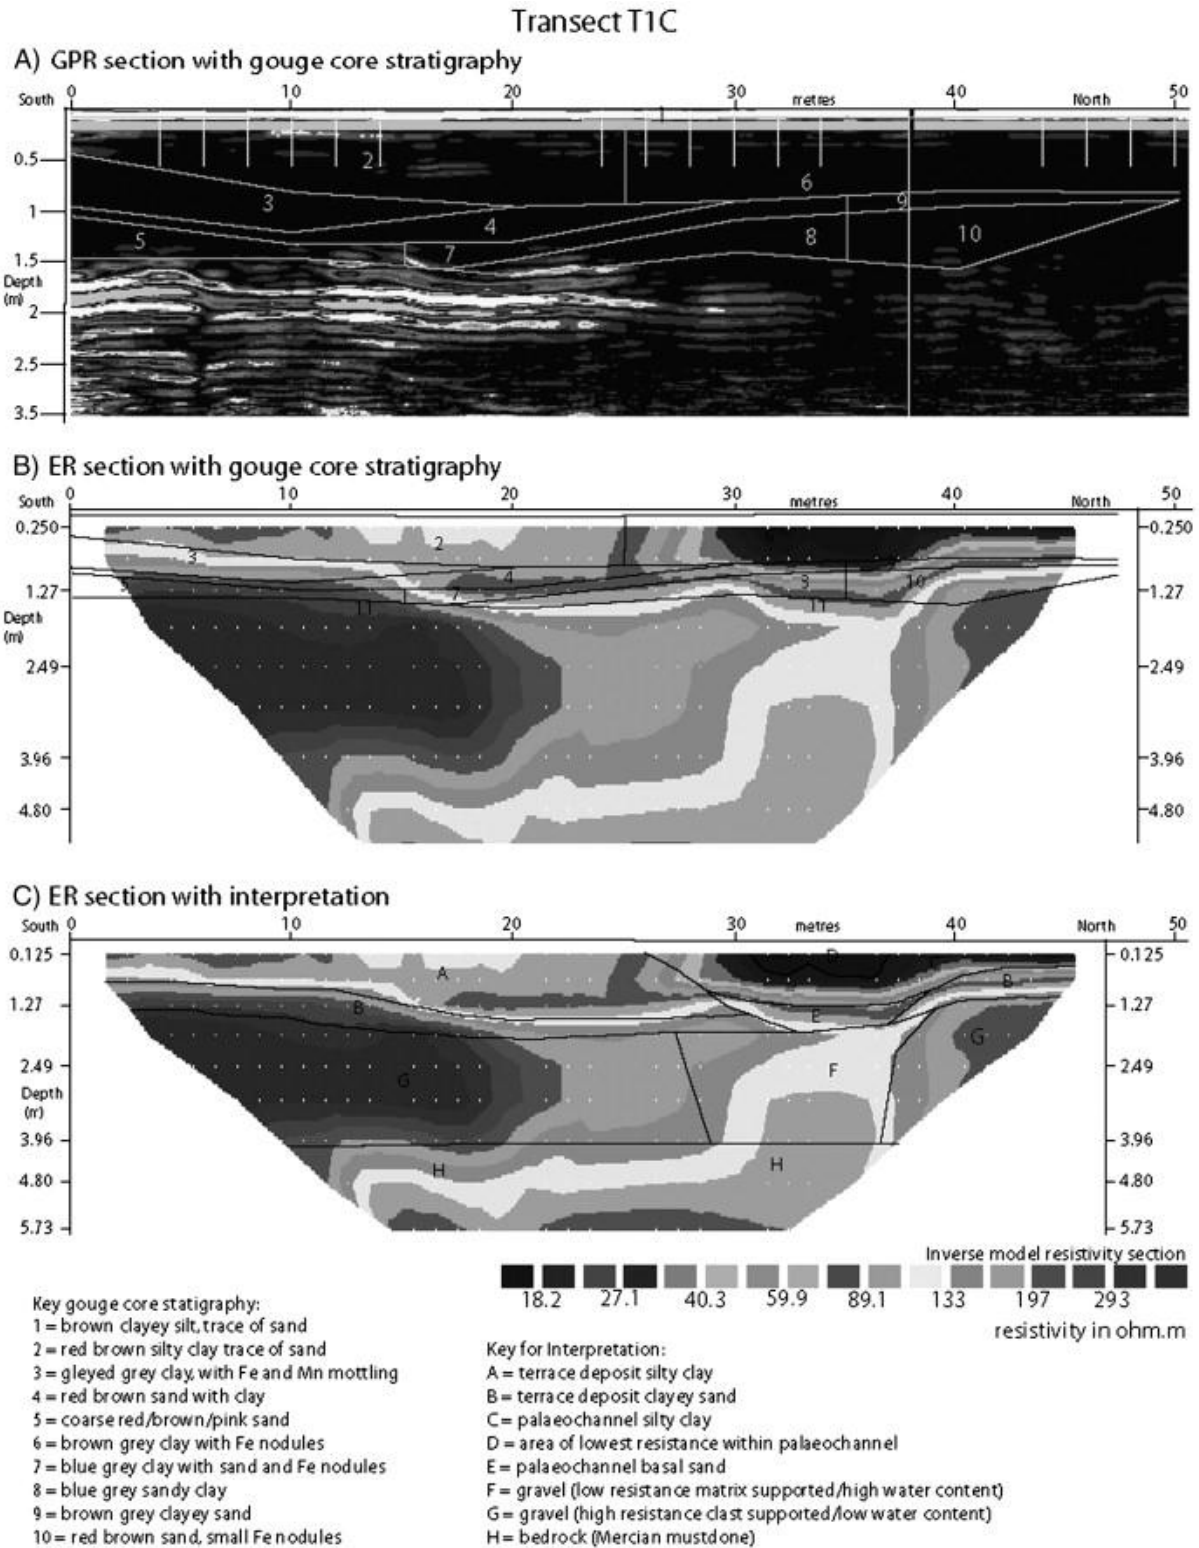 Transect T1C
A) GPR section with gouge core stratigraphy
0 10 20 30 40 50
South metres North
0.5
2
6
3
9
1
4
5
8
10
7
1.5
Depth
(m)
2
2.5
3.5
B) ER section with gouge core stratigraphy
0 10 20 30 40 50
South metres North
0.250 0.250
2
3
4
8 10
1.27 7 1.27
11 11
Depth
(m)
2.49 2.49
3.96 3.96
4.80 4.80
C) ER section with interpretation
0 10 20 30 40 50
South metres North
0.125 D 0.125
A B
1.27 B E 1.27
G
2.49 F 2.49
G
Depth
(m)
3.96 3.96
H H
4.80 4.80
5.73 5.73
Inverse model resistivity section
18.2 27.1 40.3 59.9 89.1 133 197 293
resistivity in ohm.m
Key gouge core statigraphy:
1 = brown clayey silt, trace of sand
2 = red brown silty clay trace of sand
3 = gleyed grey clay, with Fe and Mn mottling
4 = red brown sand with clay
5 = coarse red/brown/pink sand
6 = brown grey clay with Fe nodules
7 = blue grey clay with sand and Fe nodules
8 = blue grey sandy clay
9 = brown grey clayey sand
10 = red brown sand, small Fe nodules
Key for Interpretation:
A = terrace deposit silty clay
B = terrace deposit clayey sand
C = palaeochannel silty clay
D = area of lowest resistance within palaeochannel
E = palaeochannel basal sand
F = gravel (low resistance matrix supported/high water content)
G = gravel (high resistance clast supported/low water content)
H = bedrock (Mercian mustdone)